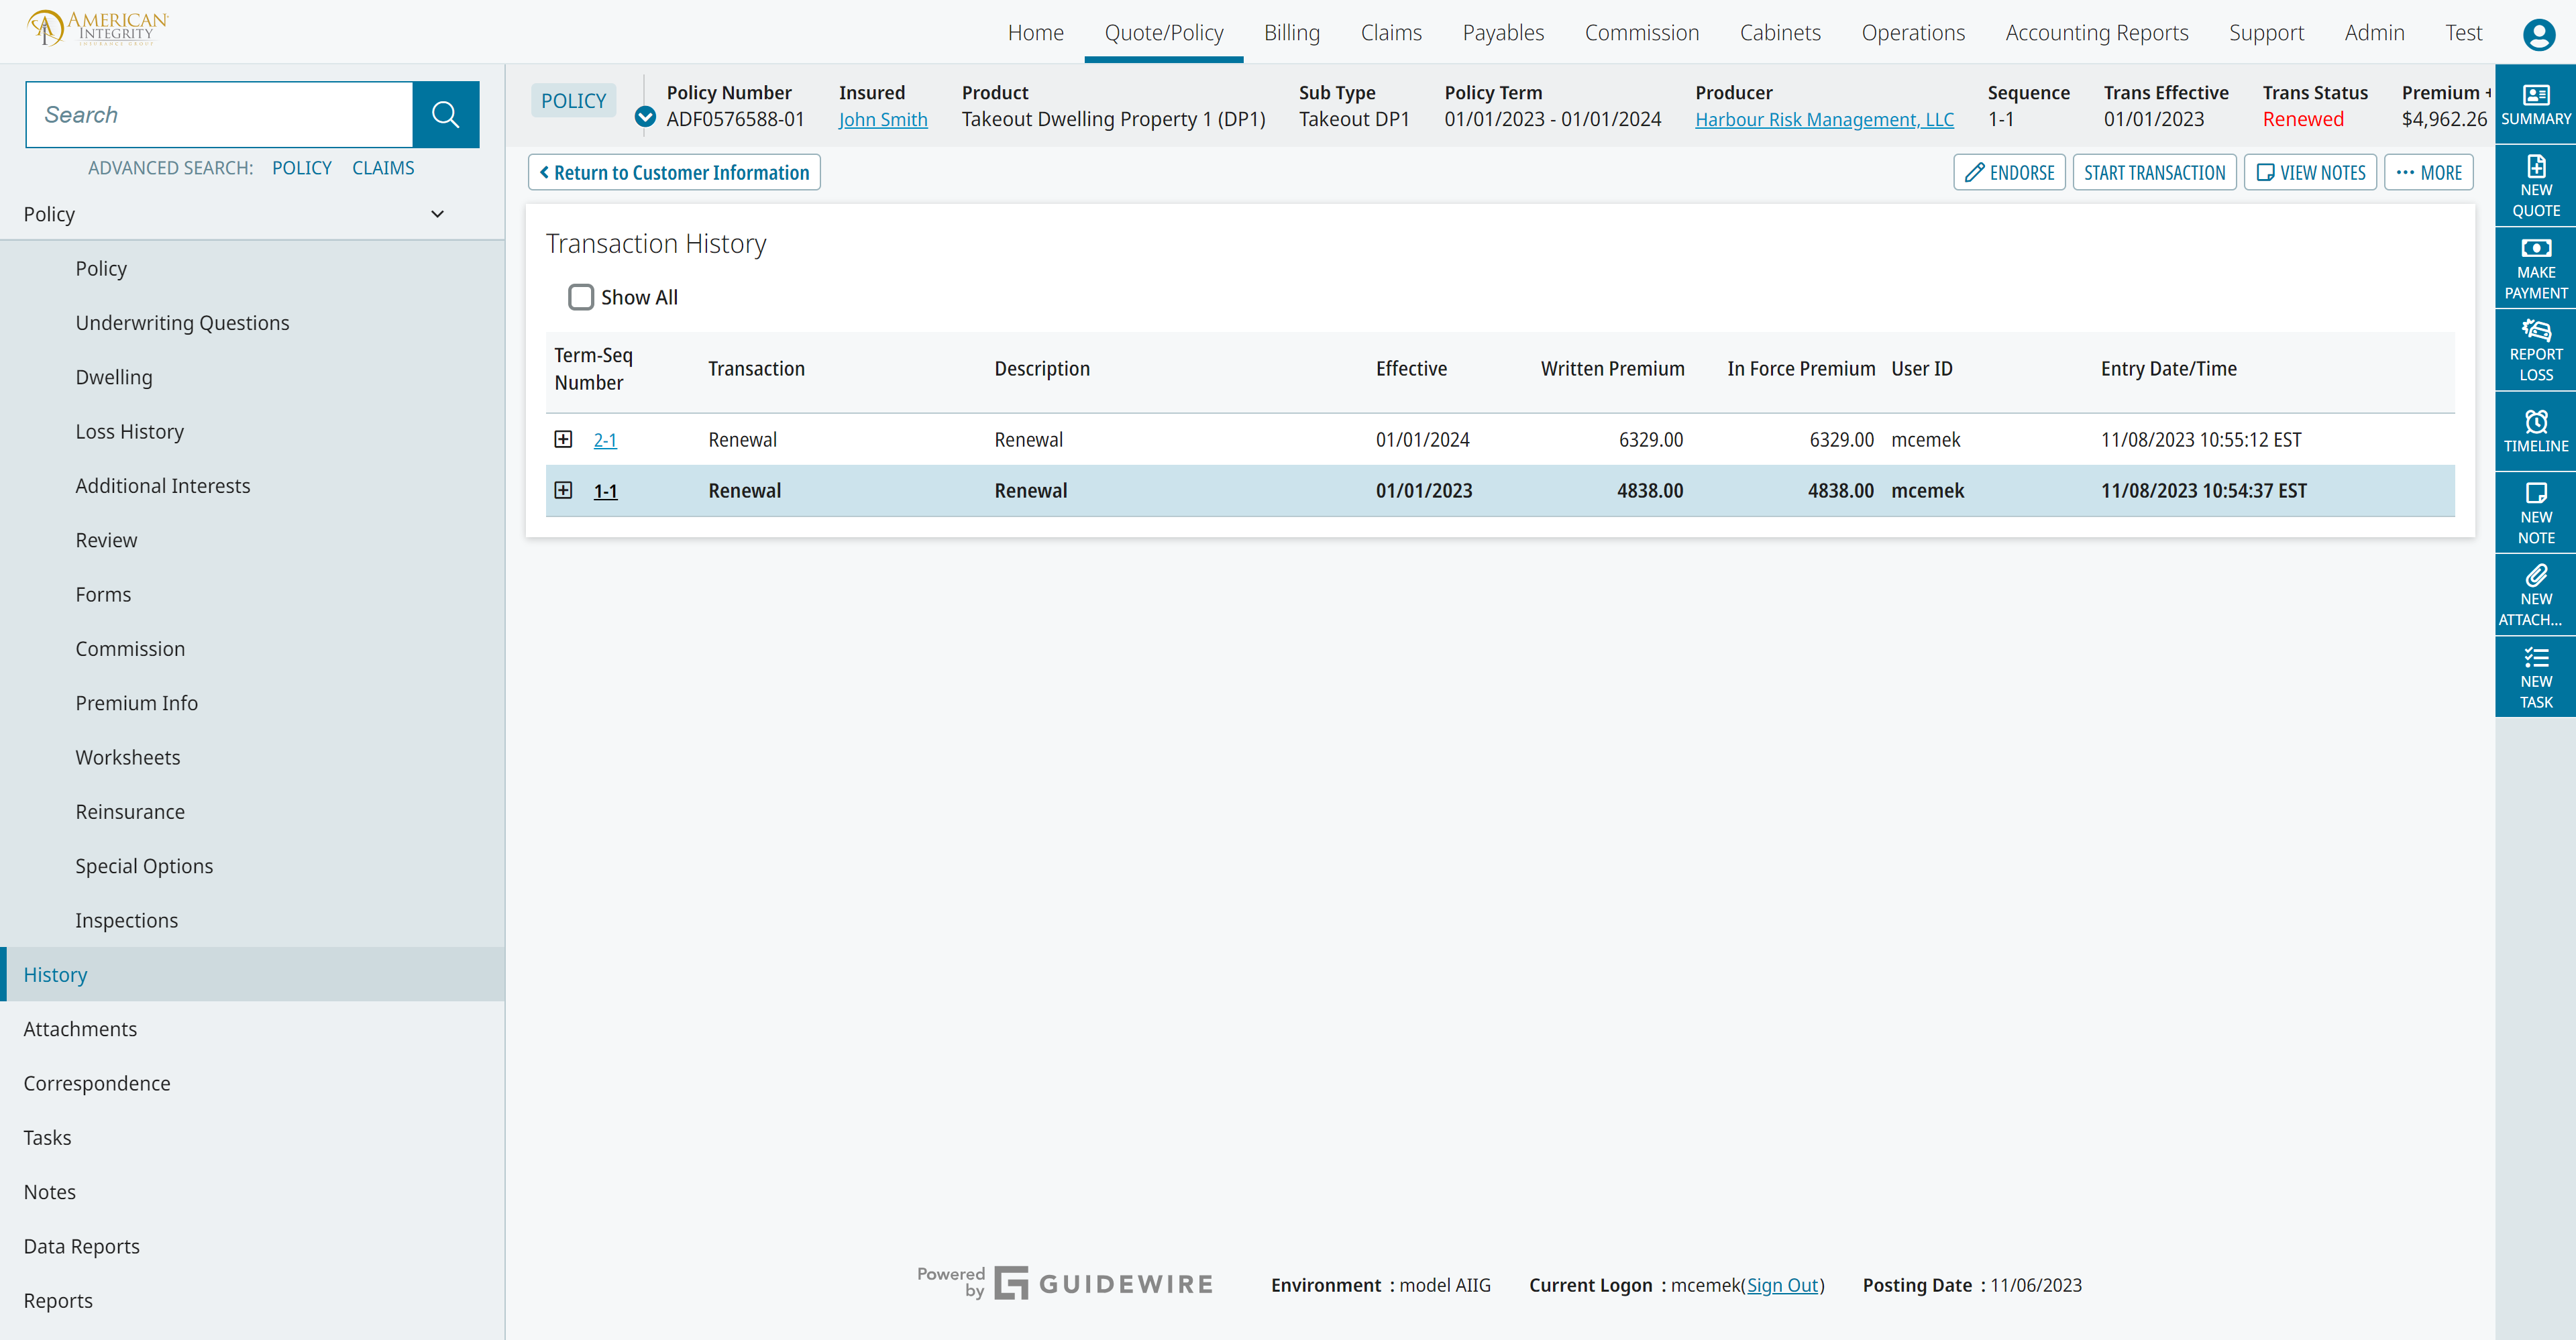 AMERICAN
INTEGRITY
INSURANCE GROUP
Home Quote/Policy Billing Claims Payables Commission Cabinets Operations Accounting Reports Support Admin Test
Search
ADVANCED SEARCH: POLICY CLAIMS
Policy
Policy
Underwriting Questions
Dwelling
Loss History
Additional Interests
Review
Forms
Commission
Premium Info
Worksheets
Reinsurance
Special Options
Inspections
History
Attachments
Correspondence
Tasks
Notes
Data Reports
Reports
POLICY
Policy Number Insured Product Sub Type Policy Term Producer Sequence Trans Effective Trans Status Premium +
ADF0576588-01 John Smith Takeout Dwelling Property 1 (DP1) Takeout DP1 01/01/2023 - 01/01/2024 Harbour Risk Management, LLC 1-1 01/01/2023 Renewed $4,962.26
Return to Customer Information ENDORSE START TRANSACTION VIEW NOTES ... MORE
Transaction History
Show All
Term-Seq Number Transaction Description Effective Written Premium In Force Premium User ID Entry Date/Time
2-1 Renewal Renewal 01/01/2024 6329.00 6329.00 mcemek 11/08/2023 10:55:12 EST
1-1 Renewal Renewal 01/01/2023 4838.00 4838.00 mcemek 11/08/2023 10:54:37 EST
SUMMARY
NEW
QUOTE
MAKE
PAYMENT
REPORT
LOSS
TIMELINE
NEW
NOTE
NEW
ATTACH...
NEW
TASK
Powered by GUIDEWIRE Environment : model AIIG Current Logon : mcemek(Sign Out) Posting Date : 11/06/2023